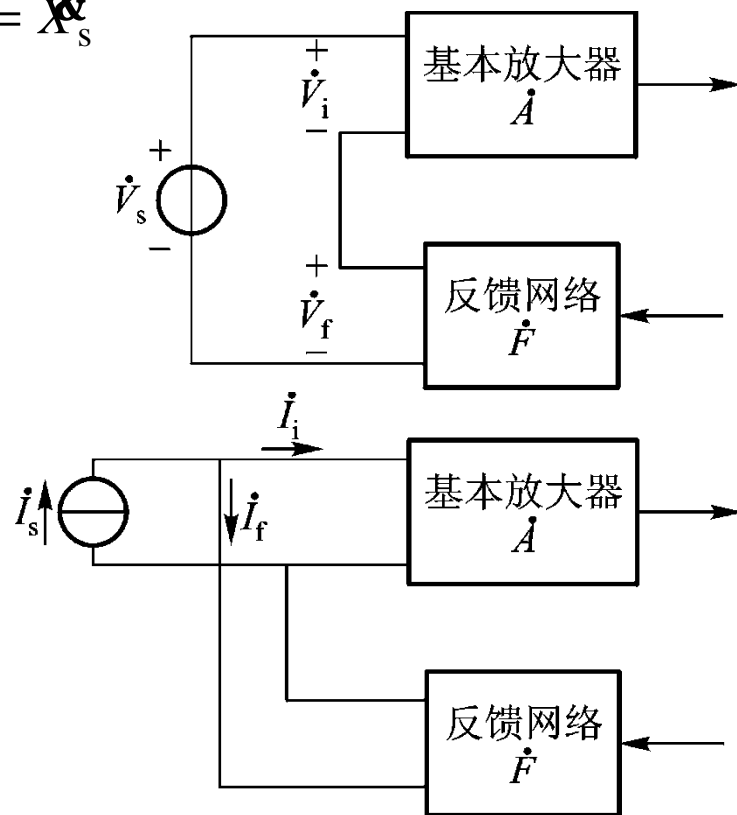 = Ẋ&s
+
V̇i
−
基本放大器
Ȧ
+
V̇s
−
+
V̇f
−
反馈网络
Ḟ
İi
İs
İf
基本放大器
Ȧ
反馈网络
Ḟ